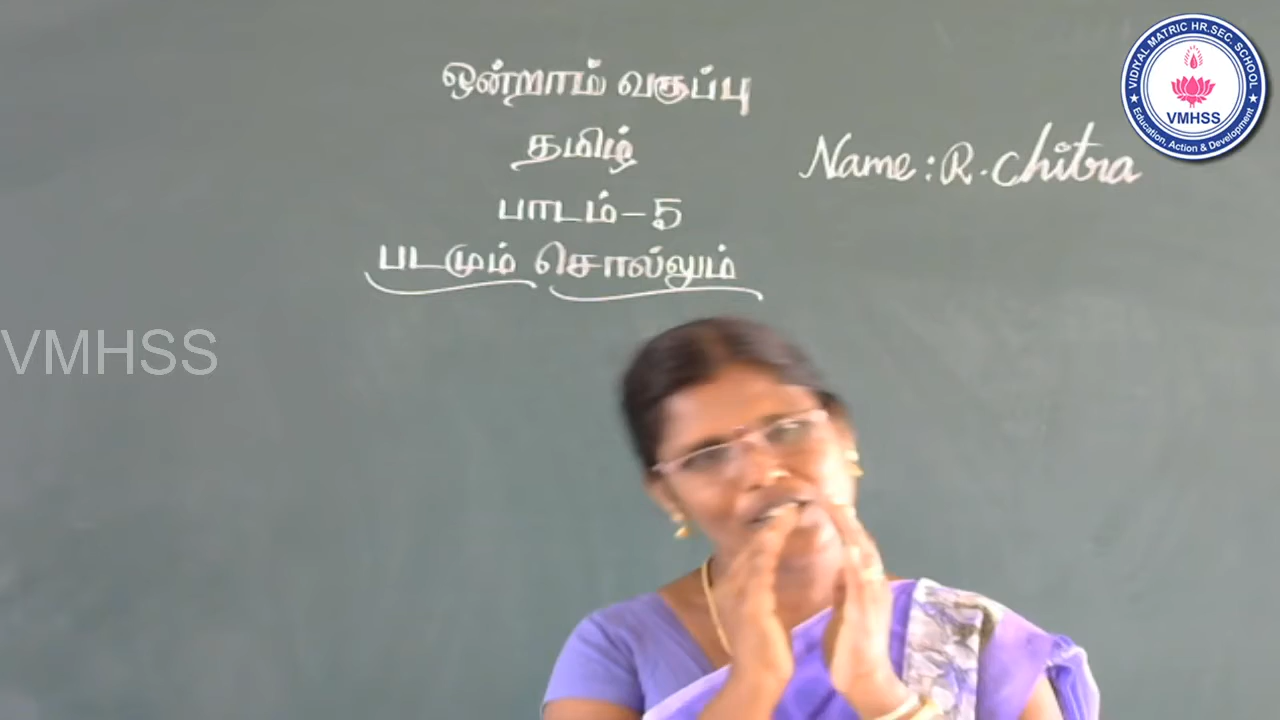 ஒன்றாம் வகுப்பு
தமிழ்
பாடம்-5
படமும் சொல்லும்
Name: R. Chitra
VIDIYAL MATRIC HR.SEC. SCHOOL
VMHSS
Education, Action & Development
VMHSS